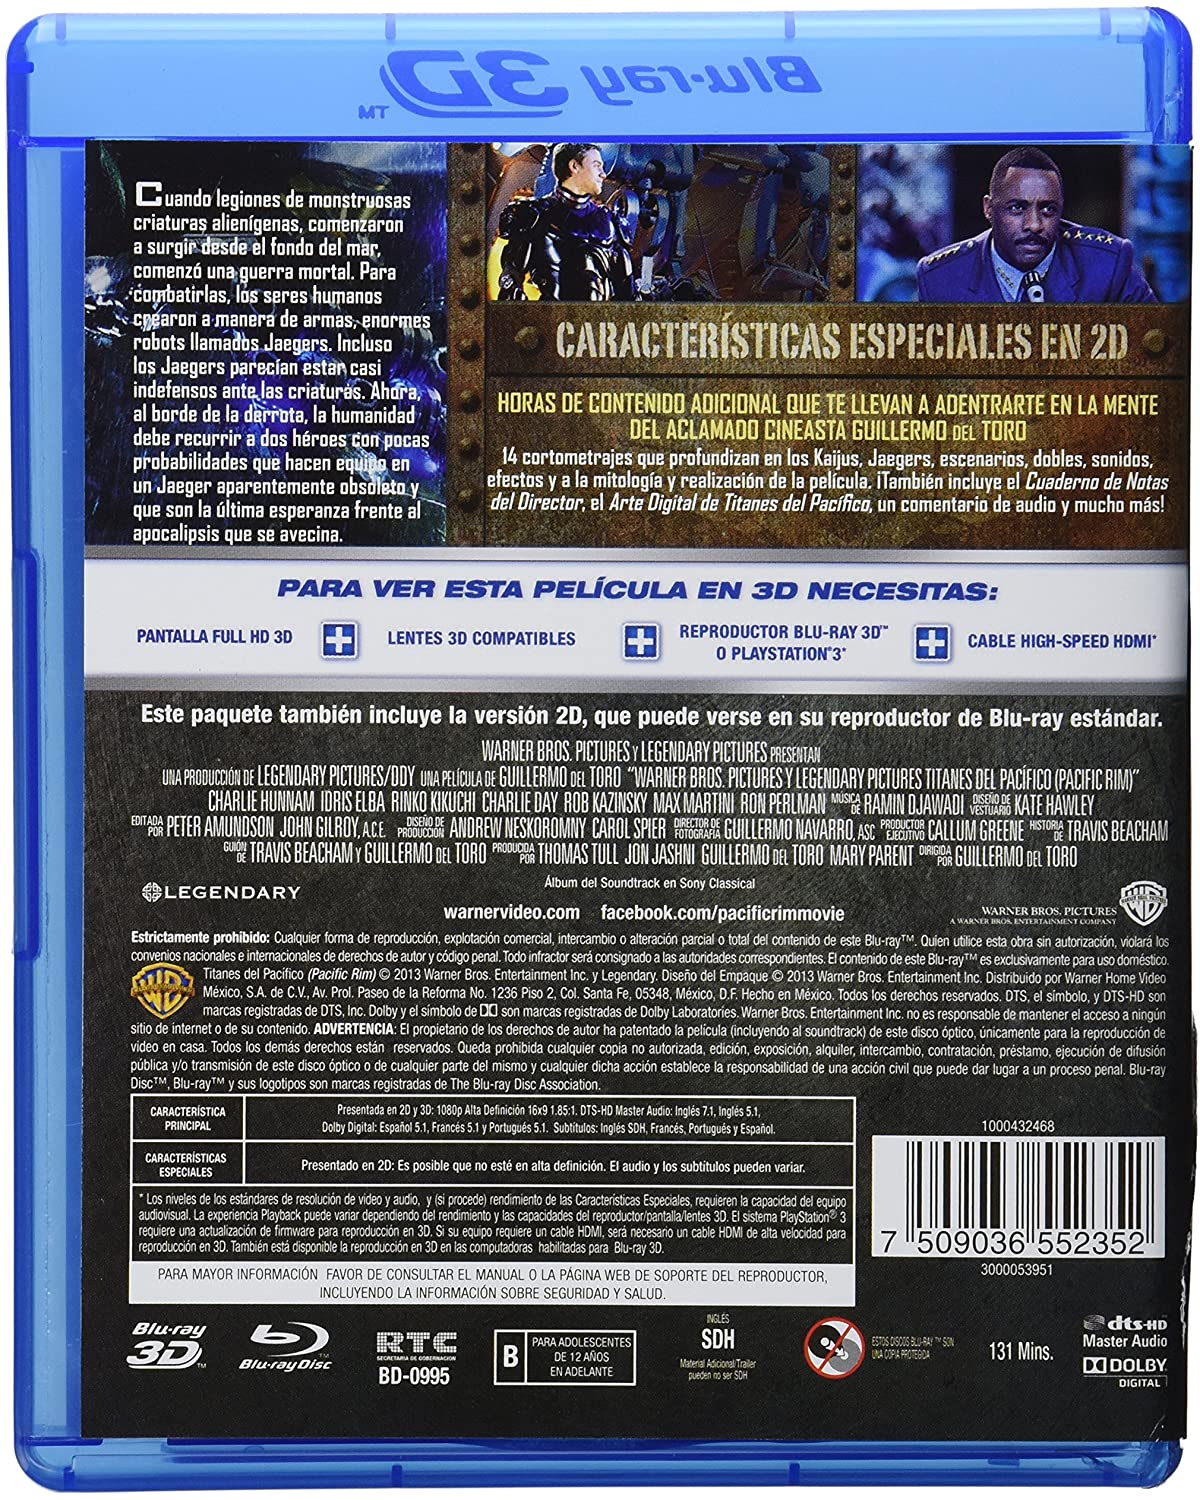 Blu-ray 3D™
Cuando legiones de monstruosas
criaturas alienígenas, comenzaron
a surgir desde el fondo del mar,
comenzó una guerra mortal. Para
combatirlas, los seres humanos
crearon a manera de armas, enormes
robots llamados Jaegers. Incluso
los Jaegers parecían estar casi
indefensos ante las criaturas. Ahora,
al borde de la derrota, la humanidad
debe recurrir a dos héroes con pocas
probabilidades que hacen equipo en
un Jaeger aparentemente obsoleto y
que son la última esperanza frente al
apocalipsis que se avecina.
CARACTERÍSTICAS ESPECIALES EN 2D
HORAS DE CONTENIDO ADICIONAL QUE TE LLEVAN A ADENTRARTE EN LA MENTE
DEL ACLAMADO CINEASTA GUILLERMO DEL TORO
14 cortometrajes que profundizan en los Kaijus, Jaegers, escenarios, dobles, sonidos,
efectos y a la mitología y realización de la película. ¡También incluye el Cuaderno de Notas
del Director, el Arte Digital de Titanes del Pacífico, un comentario de audio y mucho más!
PARA VER ESTA PELÍCULA EN 3D NECESITAS:
PANTALLA FULL HD 3D + LENTES 3D COMPATIBLES + REPRODUCTOR BLU-RAY 3D™ O PLAYSTATION®3* + CABLE HIGH-SPEED HDMI*
Este paquete también incluye la versión 2D, que puede verse en su reproductor de Blu-ray estándar.
WARNER BROS. PICTURES Y LEGENDARY PICTURES PRESENTAN
UNA PRODUCCIÓN DE LEGENDARY PICTURES/DDY UNA PELÍCULA DE GUILLERMO DEL TORO "WARNER BROS. PICTURES Y LEGENDARY PICTURES TITANES DEL PACÍFICO (PACIFIC RIM)"
CHARLIE HUNNAM IDRIS ELBA RINKO KIKUCHI CHARLIE DAY ROB KAZINSKY MAX MARTINI RON PERLMAN MÚSICA DE RAMIN DJAWADI DISEÑO DE VESTUARIO KATE HAWLEY
EDITADA POR PETER AMUNDSON JOHN GILROY, A.C.E. DISEÑO DE PRODUCCIÓN ANDREW NESKOROMNY CAROL SPIER DIRECTOR DE FOTOGRAFÍA GUILLERMO NAVARRO, ASC PRODUCTOR EJECUTIVO CALLUM GREENE HISTORIA DE TRAVIS BEACHAM
GUIÓN DE TRAVIS BEACHAM Y GUILLERMO DEL TORO PRODUCIDA POR THOMAS TULL JON JASHNI GUILLERMO DEL TORO MARY PARENT DIRIGIDA POR GUILLERMO DEL TORO
Álbum del Soundtrack en Sony Classical
LEGENDARY
warnervideo.com facebook.com/pacificrimmovie
WARNER BROS. PICTURES
A WARNER BROS. ENTERTAINMENT COMPANY
Estrictamente prohibido: Cualquier forma de reproducción, explotación comercial, intercambio o alteración parcial o total del contenido de este Blu-ray™. Quien utilice esta obra sin autorización, violará los
convenios nacionales e internacionales de derechos de autor y código penal. Todo infractor será consignado a las autoridades correspondientes. El contenido de este Blu-ray™ es exclusivamente para uso doméstico.
Titanes del Pacífico (Pacific Rim) © 2013 Warner Bros. Entertainment Inc. y Legendary. Diseño del Empaque © 2013 Warner Bros. Entertainment Inc. Distribuido por Warner Home Video
México, S.A. de C.V., Av. Prol. Paseo de la Reforma No. 1236 Piso 2, Col. Santa Fe, 05348, México, D.F. Hecho en México. Todos los derechos reservados. DTS, el símbolo, y DTS-HD son
marcas registradas de DTS, Inc. Dolby y el símbolo de DD son marcas registradas de Dolby Laboratories. Warner Bros. Entertainment Inc. no es responsable de mantener el acceso a ningún
sitio de internet o de su contenido. ADVERTENCIA: El propietario de los derechos de autor ha patentado la película (incluyendo al soundtrack) de este disco óptico, únicamente para la reproducción de
video en casa. Todos los demás derechos están reservados. Queda prohibida cualquier copia no autorizada, edición, exposición, alquiler, intercambio, contratación, préstamo, ejecución de difusión
pública y/o transmisión de este disco óptico o de cualquier parte del mismo y cualquier dicha acción establece la responsabilidad de una acción civil que puede dar lugar a un proceso penal. Blu-ray
Disc™, Blu-ray™ y sus logotipos son marcas registradas de The Blu-ray Disc Association.
CARACTERÍSTICA PRINCIPAL
Presentada en 2D y 3D: 1080p Alta Definición 16x9 1.85:1. DTS-HD Master Audio: Inglés 7.1, Inglés 5.1,
Dolby Digital: Español 5.1, Francés 5.1 y Portugués 5.1. Subtítulos: Inglés SDH, Francés, Portugués y Español.
CARACTERÍSTICAS ESPECIALES
Presentado en 2D: Es posible que no esté en alta definición. El audio y los subtítulos pueden variar.
* Los niveles de los estándares de resolución de video y audio, y (si procede) rendimiento de las Características Especiales, requieren la capacidad del equipo
audiovisual. La experiencia Playback puede variar dependiendo del rendimiento y las capacidades del reproductor/pantalla/lentes 3D. El sistema PlayStation® 3
requiere una actualización de firmware para reproducción en 3D. Si su equipo requiere un cable HDMI, será necesario un cable HDMI de alta velocidad para
reproducción en 3D. También está disponible la reproducción en 3D en las computadoras habilitadas para Blu-ray 3D.
PARA MAYOR INFORMACIÓN FAVOR DE CONSULTAR EL MANUAL O LA PÁGINA WEB DE SOPORTE DEL REPRODUCTOR,
INCLUYENDO LA INFORMACIÓN SOBRE SEGURIDAD Y SALUD.
1000432468
7 509036 552352
3000053951
Blu-ray 3D™
Blu-ray Disc
RTC
SECRETARIA DE GOBERNACION
BD-0995
B
PARA ADOLESCENTES
DE 12 AÑOS
EN ADELANTE
INGLÉS
SDH
Material Adicional/Trailer
pueden no ser SDH
ESTOS DISCOS BLU-RAY™ SON
UNA COPIA PROTEGIDA
131 Mins.
dts-HD
Master Audio
DOLBY
DIGITAL